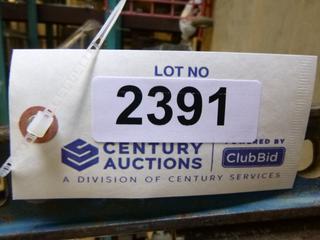 LOT NO
2391
CENTURY AUCTIONS
POWERED BY
ClubBid
A DIVISION OF CENTURY SERVICES